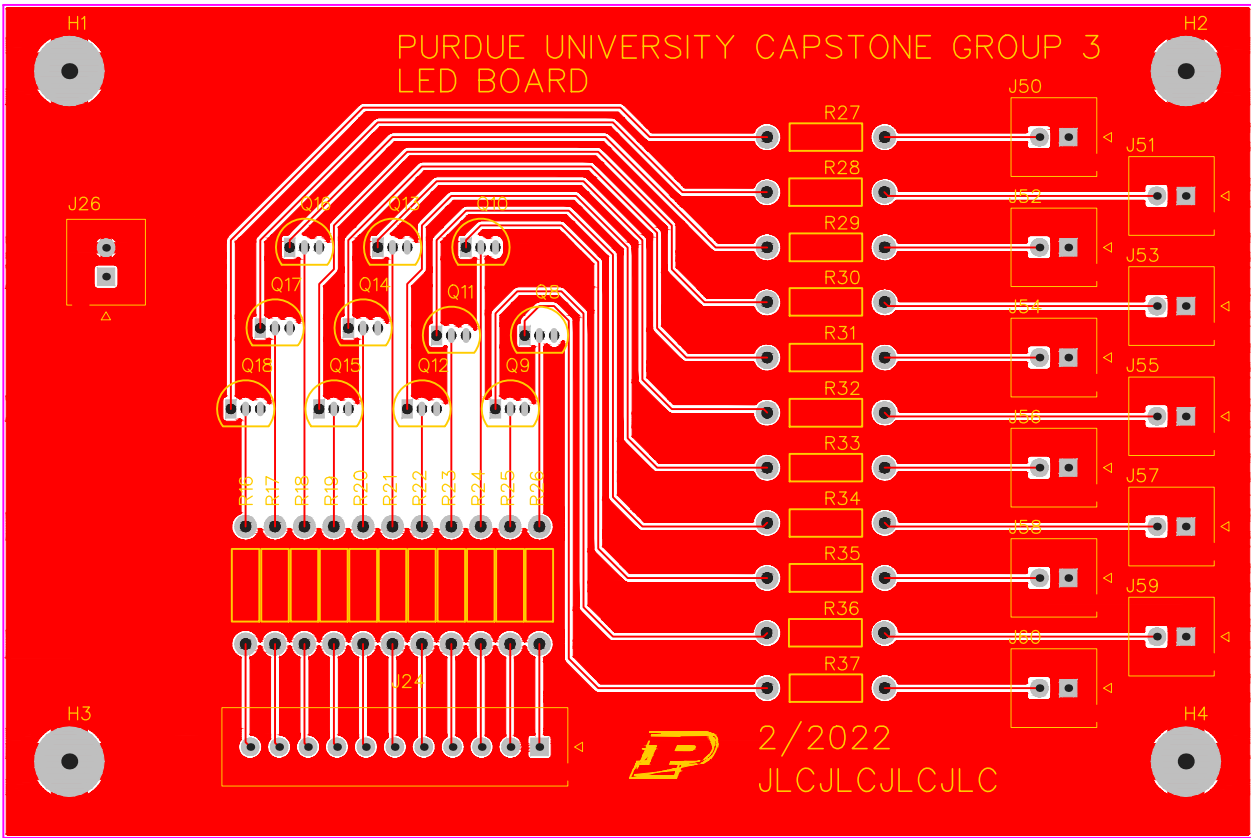 H1
H2
PURDUE UNIVERSITY CAPSTONE GROUP 3
LED BOARD
J50
R27
J51
R28
J52
J26
Q16
Q13
Q10
R29
J53
R30
Q17
Q14
Q11
Q8
J54
R31
J55
Q18
Q15
Q12
Q9
R32
J56
R33
J57
R16
R17
R18
R19
R20
R21
R22
R23
R24
R25
R26
R34
J58
R35
J59
R36
J60
R37
J24
H3
H4
P
2/2022
JLCJLCJLCJLC